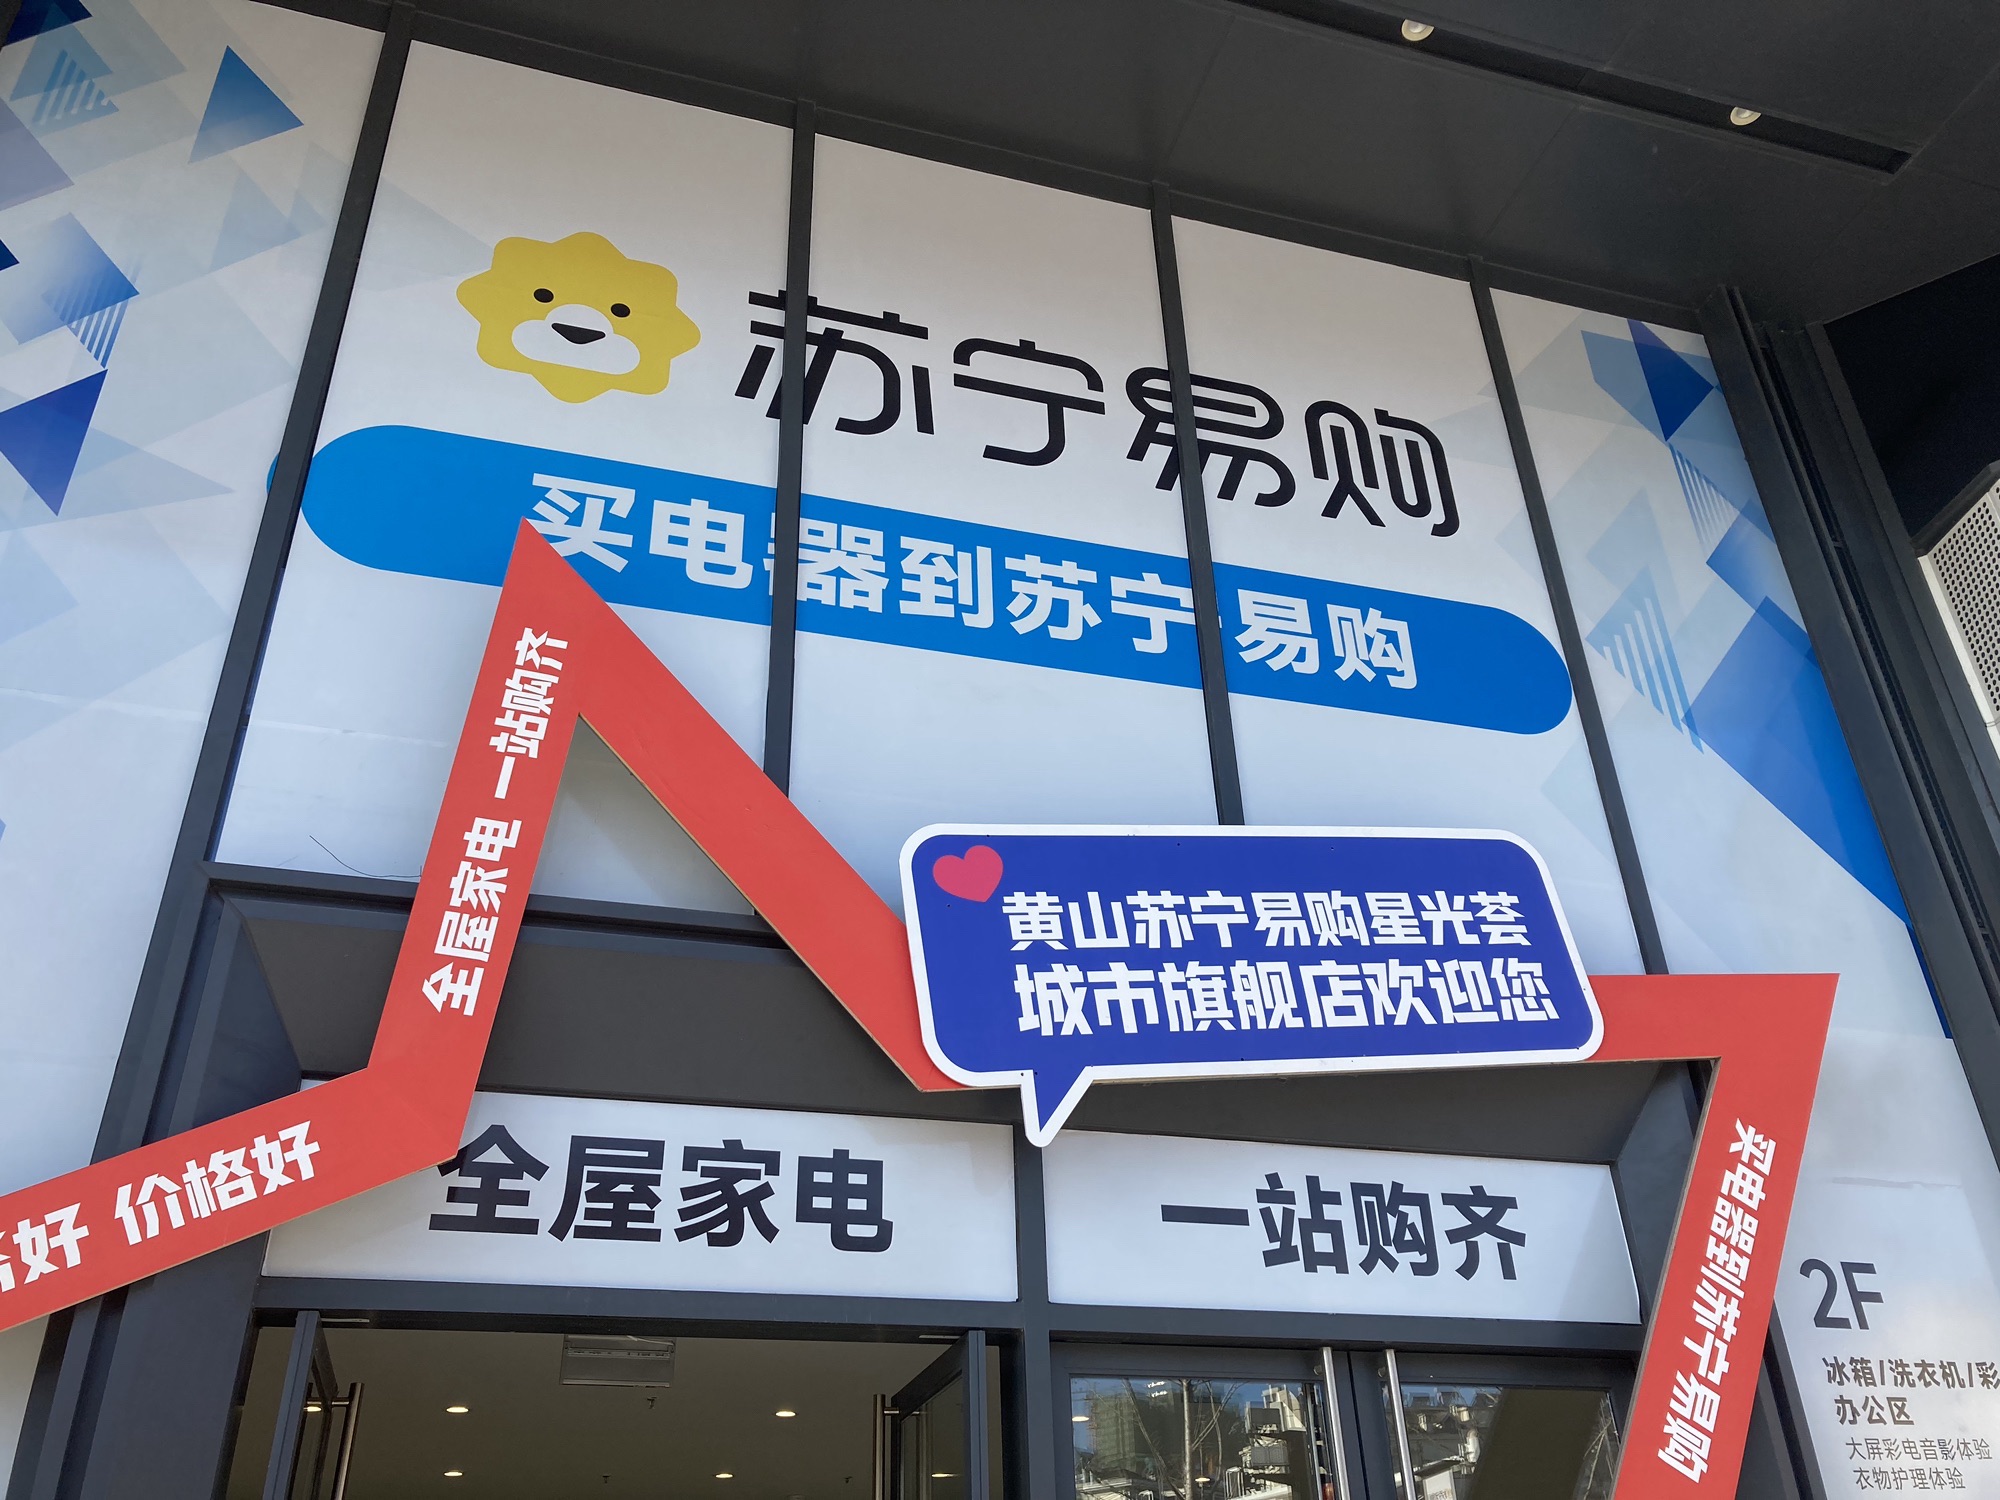 苏宁易购
买电器到苏宁易购
全屋家电 一站购齐
黄山苏宁易购星光荟
城市旗舰店欢迎您
好 价格好
全屋家电
一站购齐
买电器到苏宁易购
2F
冰箱/洗衣机/彩
办公区
大屏彩电音影体验
衣物护理体验